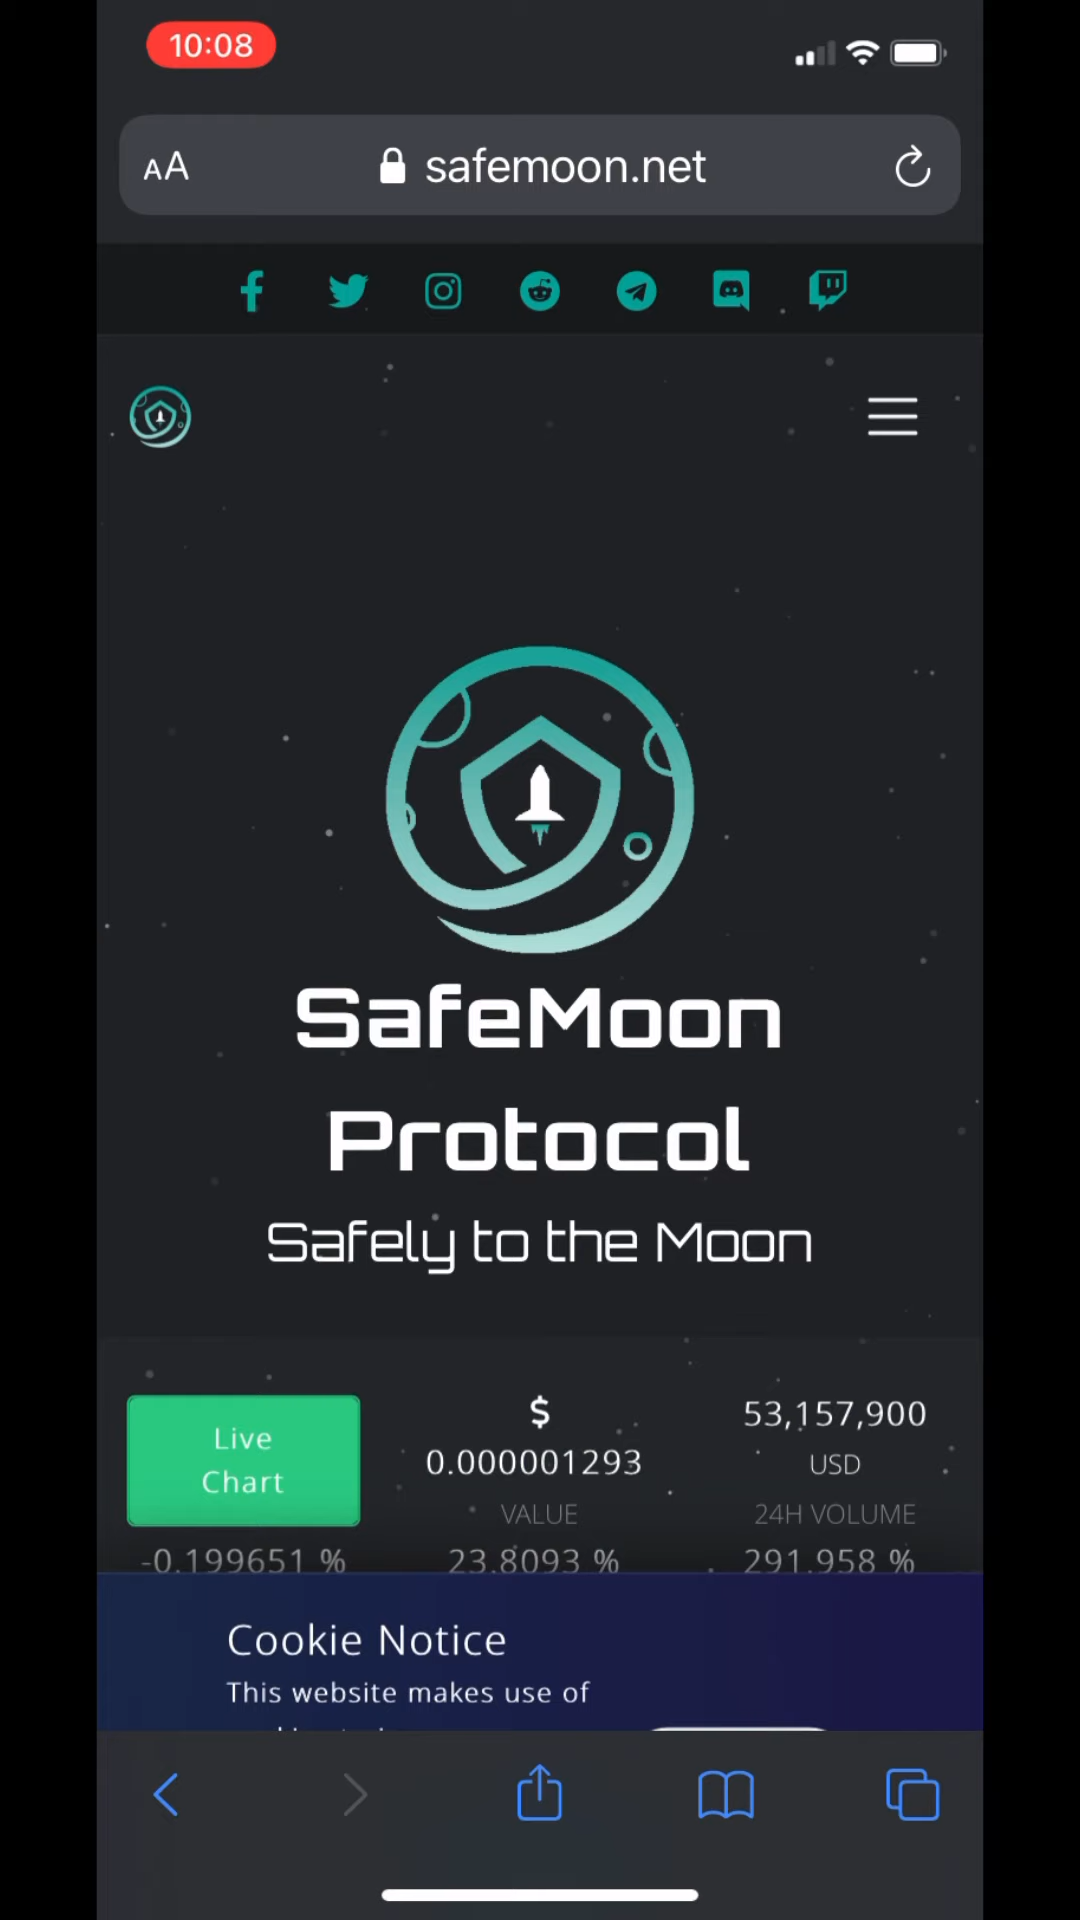 10:08
AA safemoon.net
SafeMoon
Protocol
Safely to the Moon
Live
Chart
$
0.000001293
VALUE
53,157,900
USD
24H VOLUME
-0.199651 %
23.8093 %
291.958 %
Cookie Notice
This website makes use of